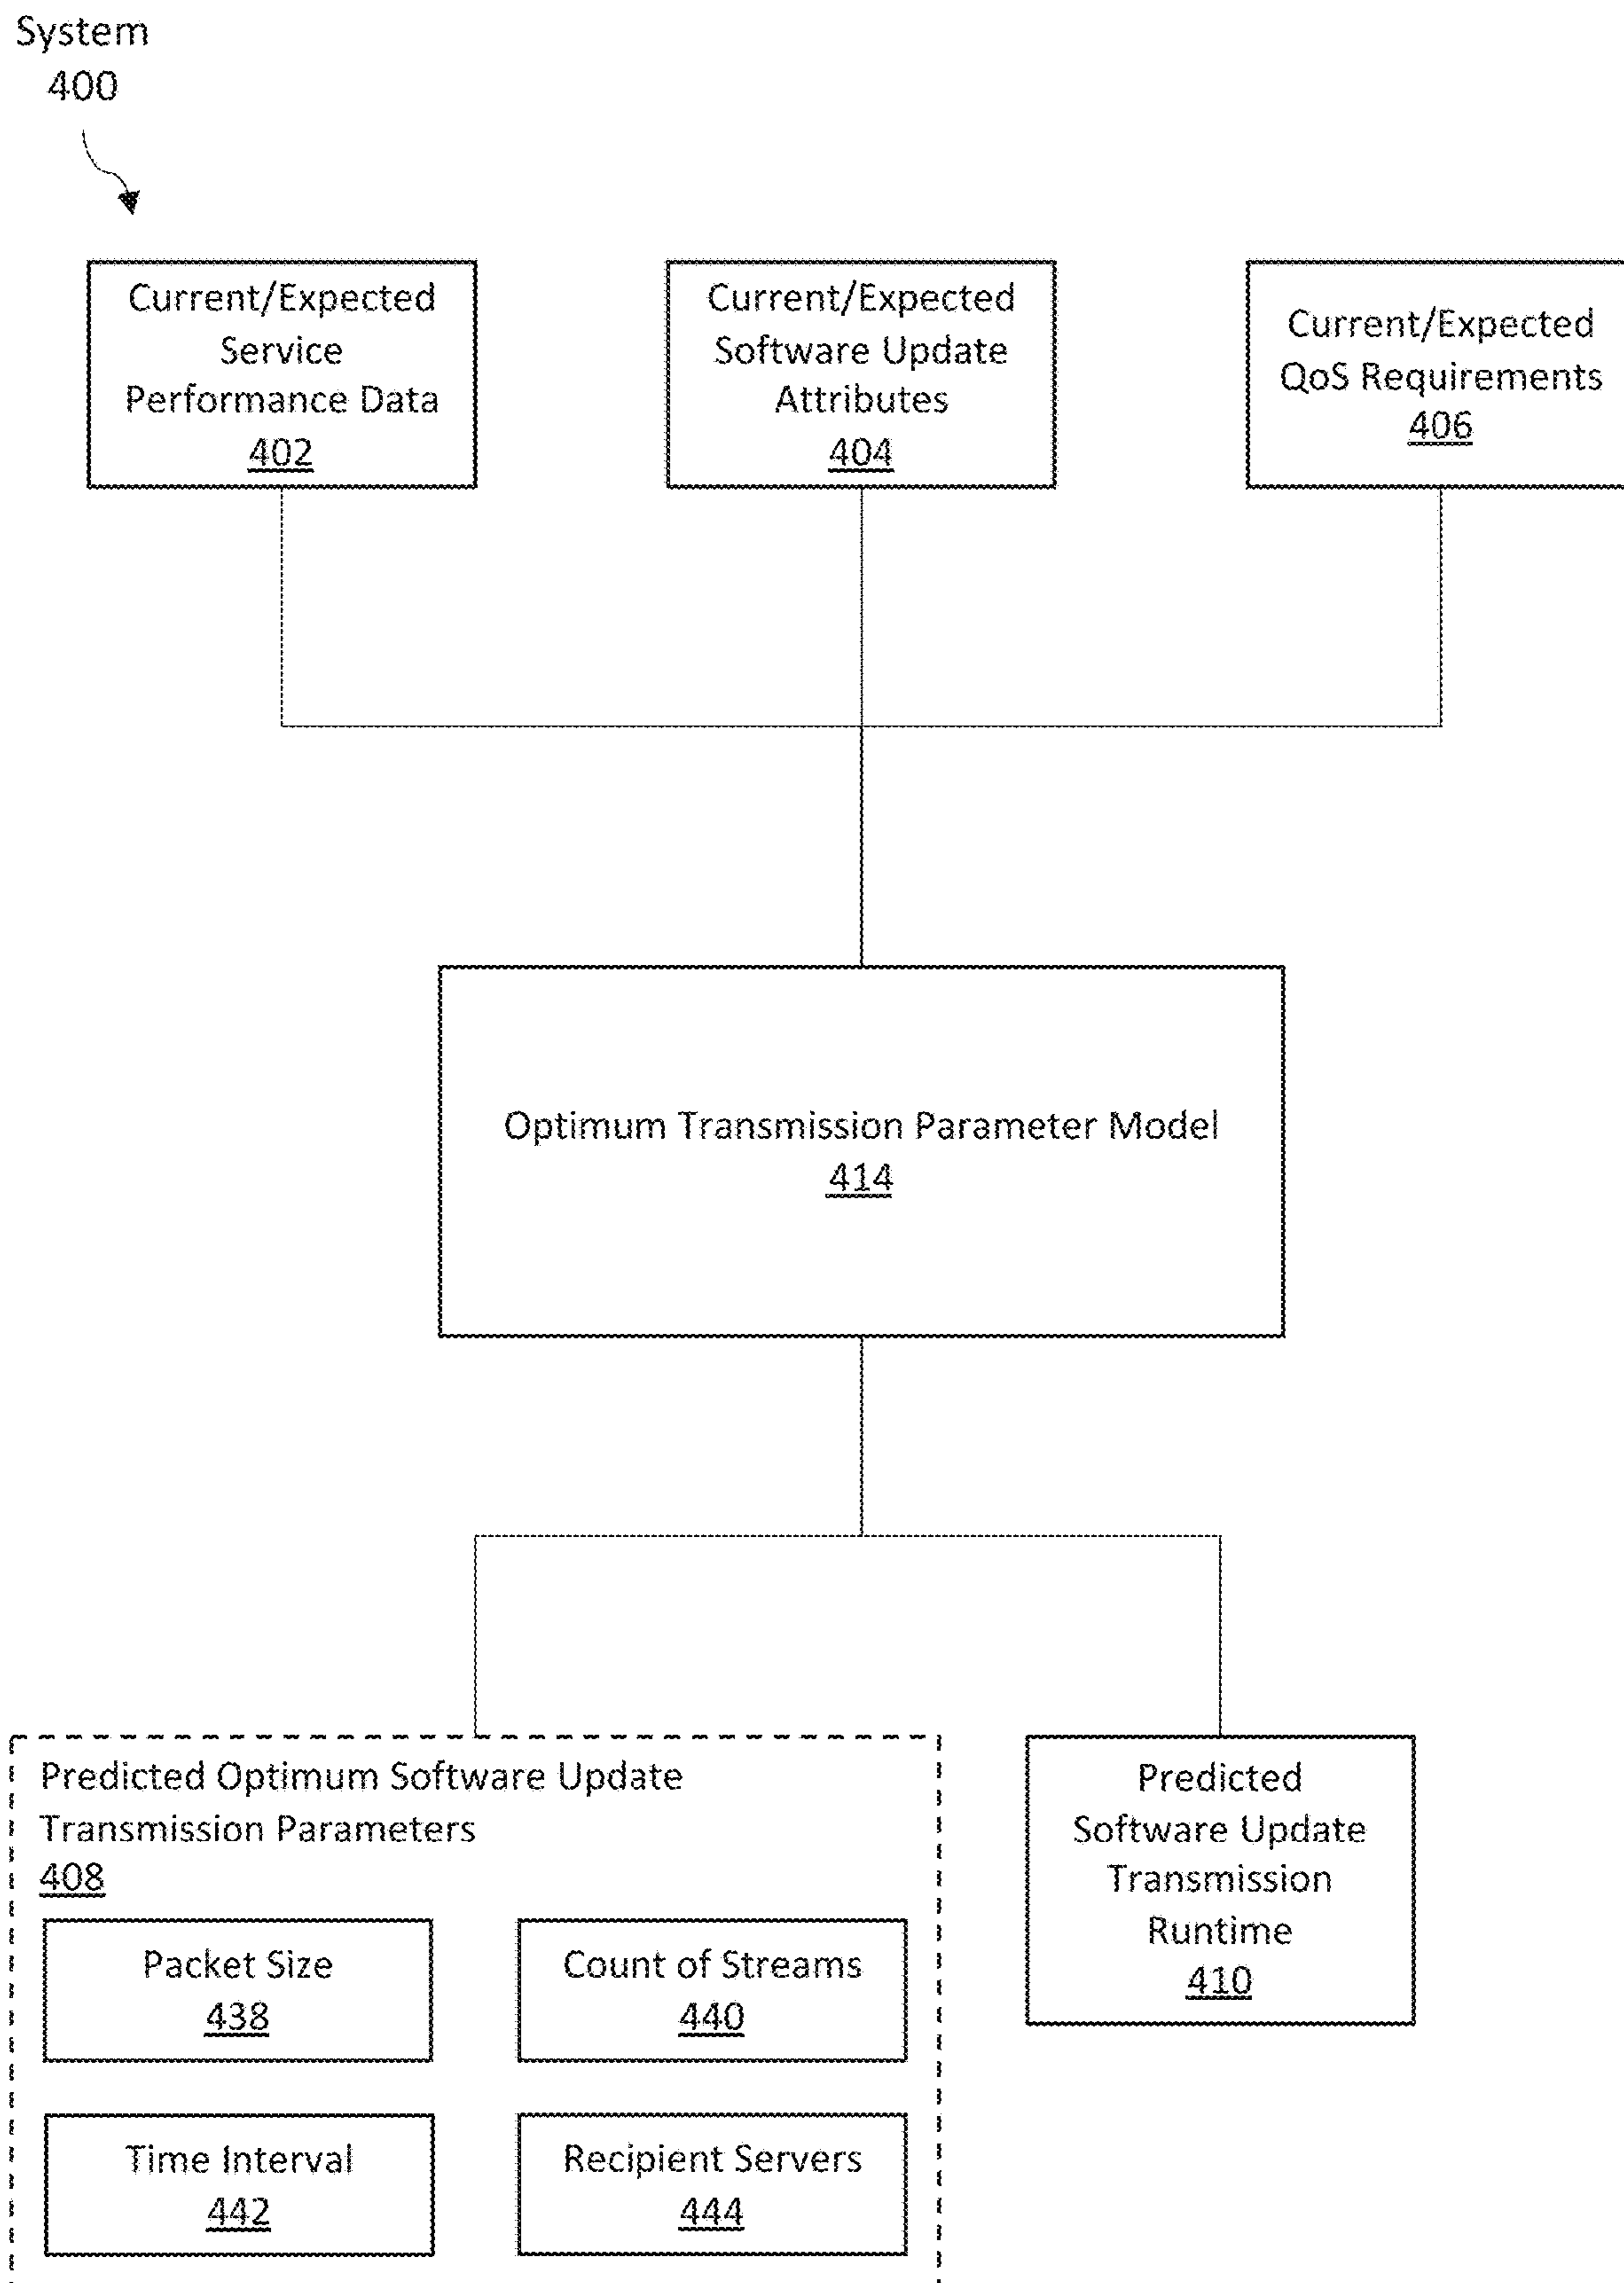 System
400
Current/Expected
Service
Performance Data
402
Current/Expected
Software Update
Attributes
404
Current/Expected
QoS Requirements
406
Optimum Transmission Parameter Model
414
Predicted Optimum Software Update
Transmission Parameters
408
Packet Size
438
Count of Streams
440
Time Interval
442
Recipient Servers
444
Predicted
Software Update
Transmission
Runtime
410